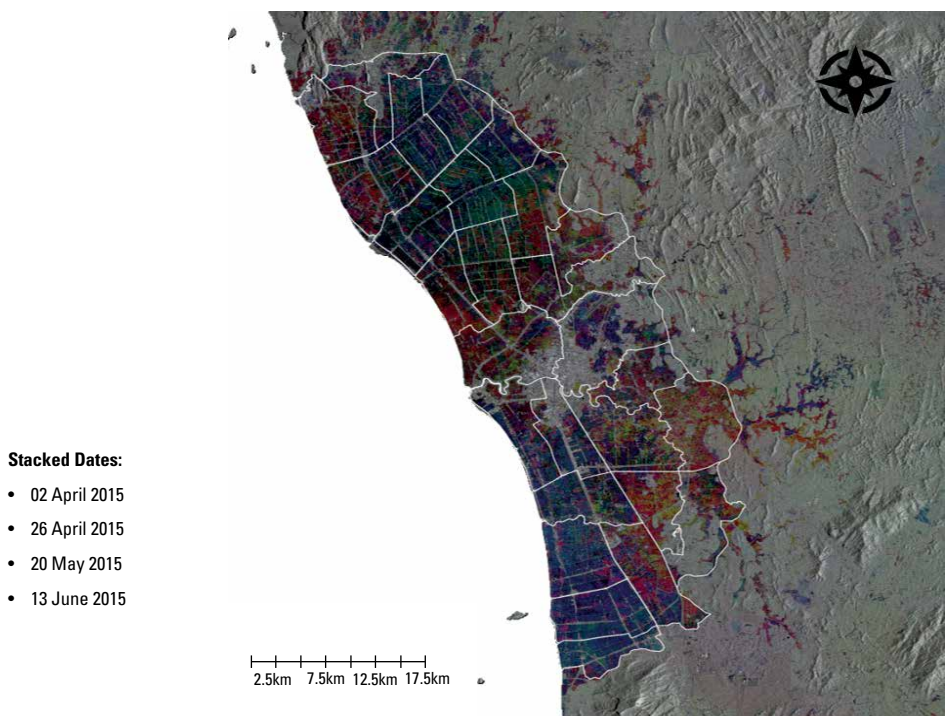 Stacked Dates:
• 02 April 2015
• 26 April 2015
• 20 May 2015
• 13 June 2015
2.5km 7.5km 12.5km 17.5km